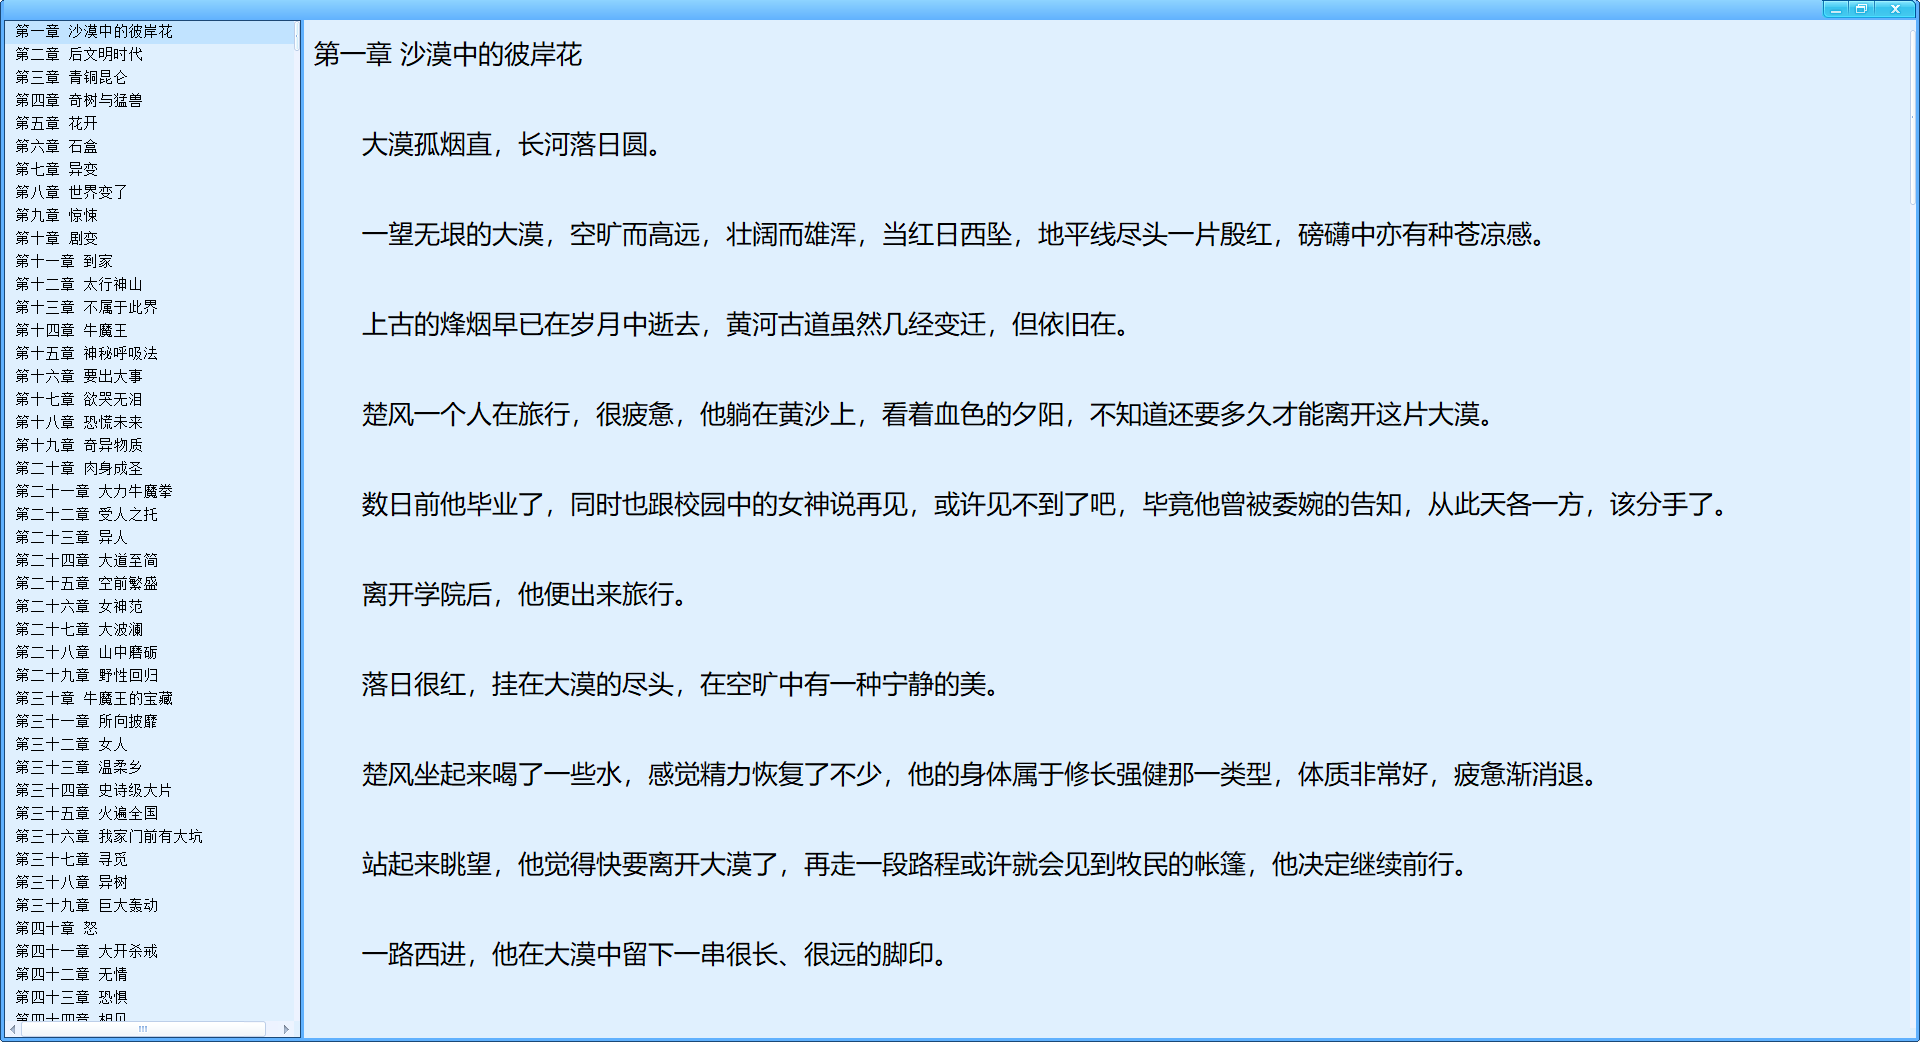 第一章 沙漠中的彼岸花
第二章 后文明时代
第三章 青铜昆仑
第四章 奇树与猛兽
第五章 花开
第六章 石盒
第七章 异变
第八章 世界变了
第九章 惊悚
第十章 剧变
第十一章 到家
第十二章 太行神山
第十三章 不属于此界
第十四章 牛魔王
第十五章 神秘呼吸法
第十六章 要出大事
第十七章 欲哭无泪
第十八章 恐慌未来
第十九章 奇异物质
第二十章 肉身成圣
第二十一章 大力牛魔拳
第二十二章 受人之托
第二十三章 异人
第二十四章 大道至简
第二十五章 空前繁盛
第二十六章 女神范
第二十七章 大波澜
第二十八章 山中磨砺
第二十九章 野性回归
第三十章 牛魔王的宝藏
第三十一章 所向披靡
第三十二章 女人
第三十三章 温柔乡
第三十四章 史诗级大片
第三十五章 火遍全国
第三十六章 我家门前有大坑
第三十七章 寻觅
第三十八章 异树
第三十九章 巨大轰动
第四十章 怒
第四十一章 大开杀戒
第四十二章 无情
第四十三章 恐惧
第四十四章 相见
第一章 沙漠中的彼岸花
大漠孤烟直，长河落日圆。
一望无垠的大漠，空旷而高远，壮阔而雄浑，当红日西坠，地平线尽头一片殷红，磅礴中亦有种苍凉感。
上古的烽烟早已在岁月中逝去，黄河古道虽然几经变迁，但依旧在。
楚风一个人在旅行，很疲惫，他躺在黄沙上，看着血色的夕阳，不知道还要多久才能离开这片大漠。
数日前他毕业了，同时也跟校园中的女神说再见，或许见不到了吧，毕竟他曾被委婉的告知，从此天各一方，该分手了。
离开学院后，他便出来旅行。
落日很红，挂在大漠的尽头，在空旷中有一种宁静的美。
楚风坐起来喝了一些水，感觉精力恢复了不少，他的身体属于修长强健那一类型，体质非常好，疲惫渐消退。
站起来眺望，他觉得快要离开大漠了，再走一段路程或许就会见到牧民的帐篷，他决定继续前行。
一路西进，他在大漠中留下一串很长、很远的脚印。